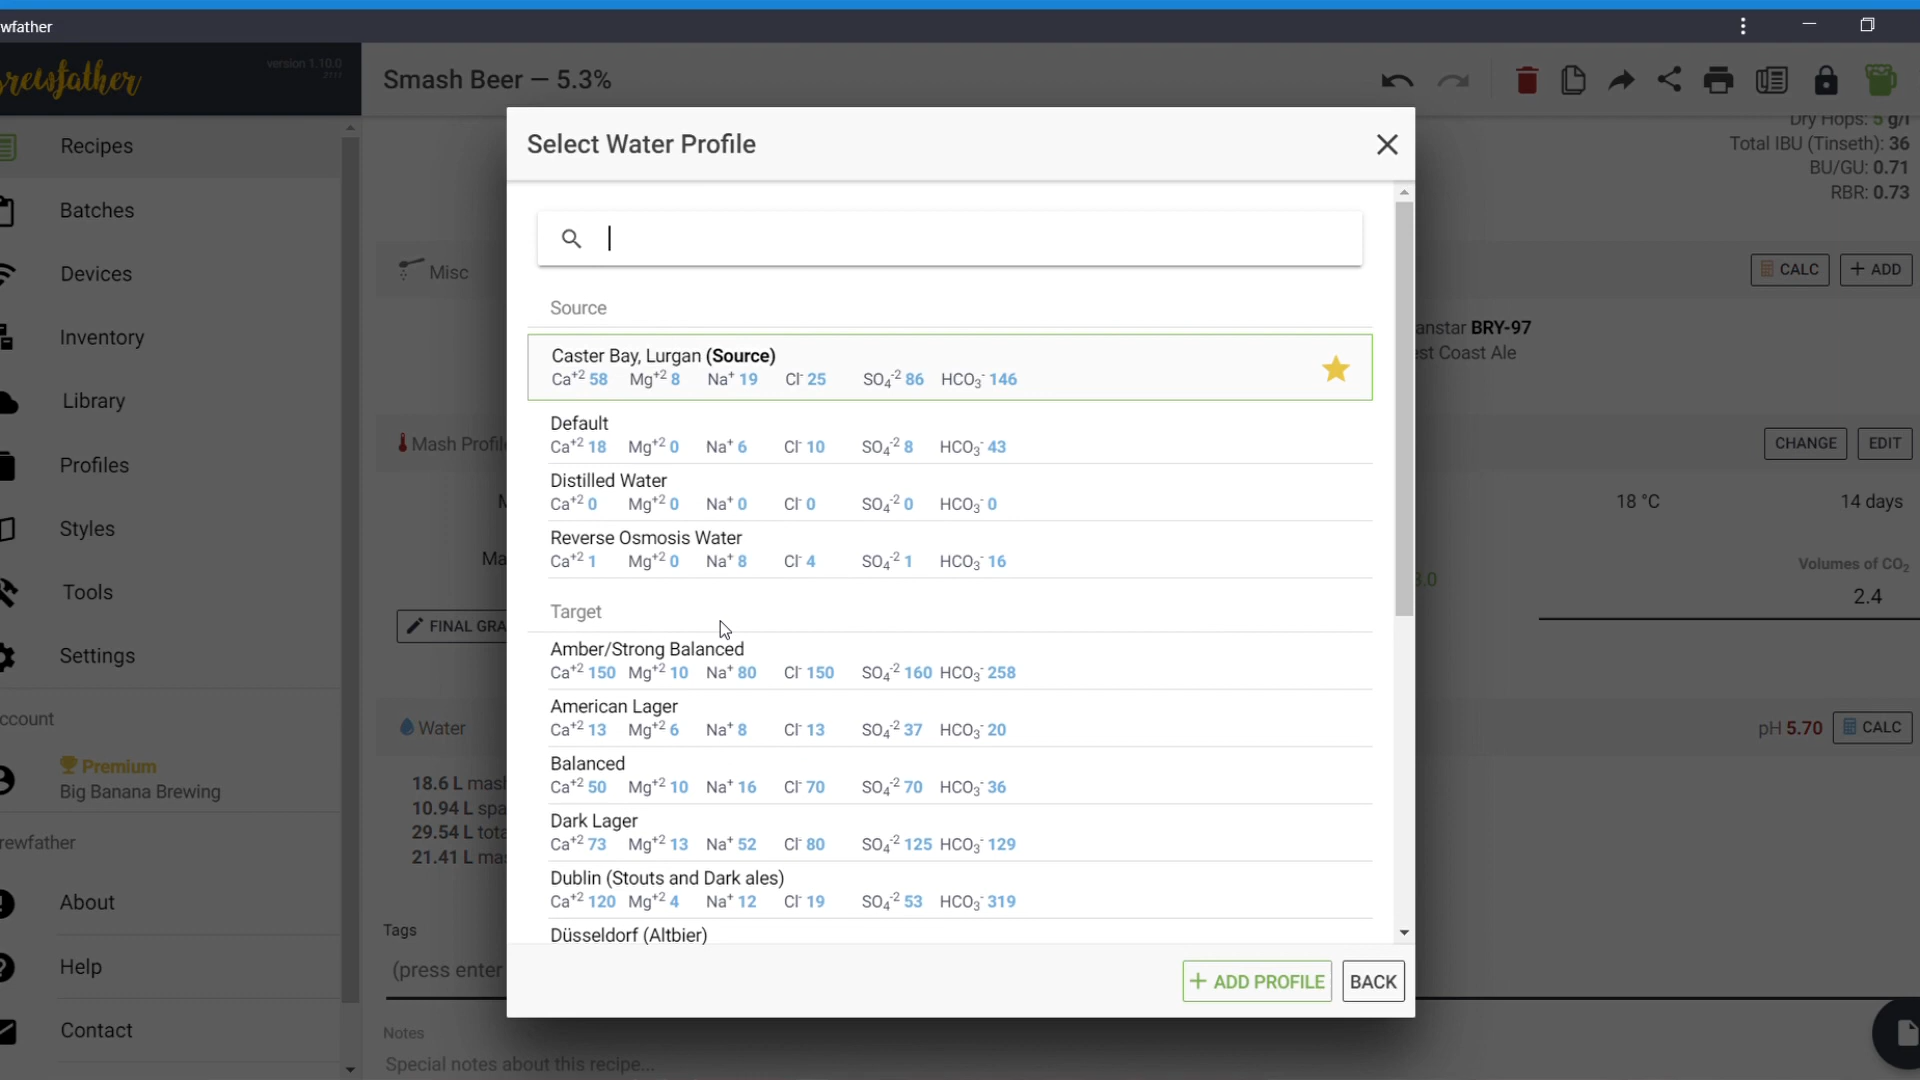 wfather
rewfather
version 1.10.0
Smash Beer — 5.3%
Recipes
Batches
Devices
Inventory
Library
Profiles
Styles
Tools
Settings
ccount
Premium
Big Banana Brewing
rewfather
About
Help
Contact
Select Water Profile
Source
Caster Bay, Lurgan (Source)
Ca+2 58 Mg+2 8 Na+ 19 Cl- 25 SO4-2 86 HCO3- 146
Default
Ca+2 18 Mg+2 0 Na+ 6 Cl- 10 SO4-2 8 HCO3- 43
Distilled Water
Ca+2 0 Mg+2 0 Na+ 0 Cl- 0 SO4-2 0 HCO3- 0
Reverse Osmosis Water
Ca+2 1 Mg+2 0 Na+ 8 Cl- 4 SO4-2 1 HCO3- 16
Target
Amber/Strong Balanced
Ca+2 150 Mg+2 10 Na+ 80 Cl- 150 SO4-2 160 HCO3- 258
American Lager
Ca+2 13 Mg+2 6 Na+ 8 Cl- 13 SO4-2 37 HCO3- 20
Balanced
Ca+2 50 Mg+2 10 Na+ 16 Cl- 70 SO4-2 70 HCO3- 36
Dark Lager
Ca+2 73 Mg+2 13 Na+ 52 Cl- 80 SO4-2 125 HCO3- 129
Dublin (Stouts and Dark ales)
Ca+2 120 Mg+2 4 Na+ 12 Cl- 19 SO4-2 53 HCO3- 319
Düsseldorf (Altbier)
+ ADD PROFILE
BACK
Misc
Mash Profil
M
Ma
FINAL GRA
Water
18.6 L mas
10.94 L spa
29.54 L tota
21.41 L ma
Tags
(press enter
Notes
Special notes about this recipe...
Dry Hops: 5 g/l
Total IBU (Tinseth): 36
BU/GU: 0.71
RBR: 0.73
CALC
+ ADD
anstar BRY-97
st Coast Ale
CHANGE
EDIT
18 °C
14 days
Volumes of CO2
3.0
2.4
pH 5.70
CALC